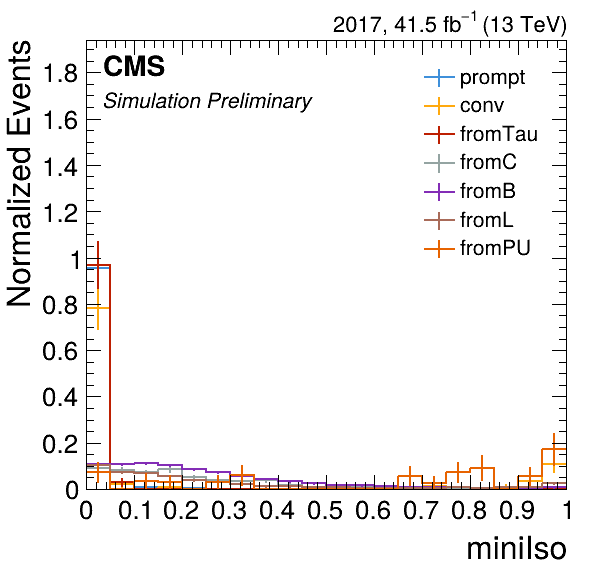 2017, 41.5 fb⁻¹ (13 TeV)
CMS
Simulation Preliminary
prompt
conv
fromTau
fromC
fromB
fromL
fromPU
Normalized Events
1.8
1.6
1.4
1.2
1
0.8
0.6
0.4
0.2
0
0 0.1 0.2 0.3 0.4 0.5 0.6 0.7 0.8 0.9 1
miniIso